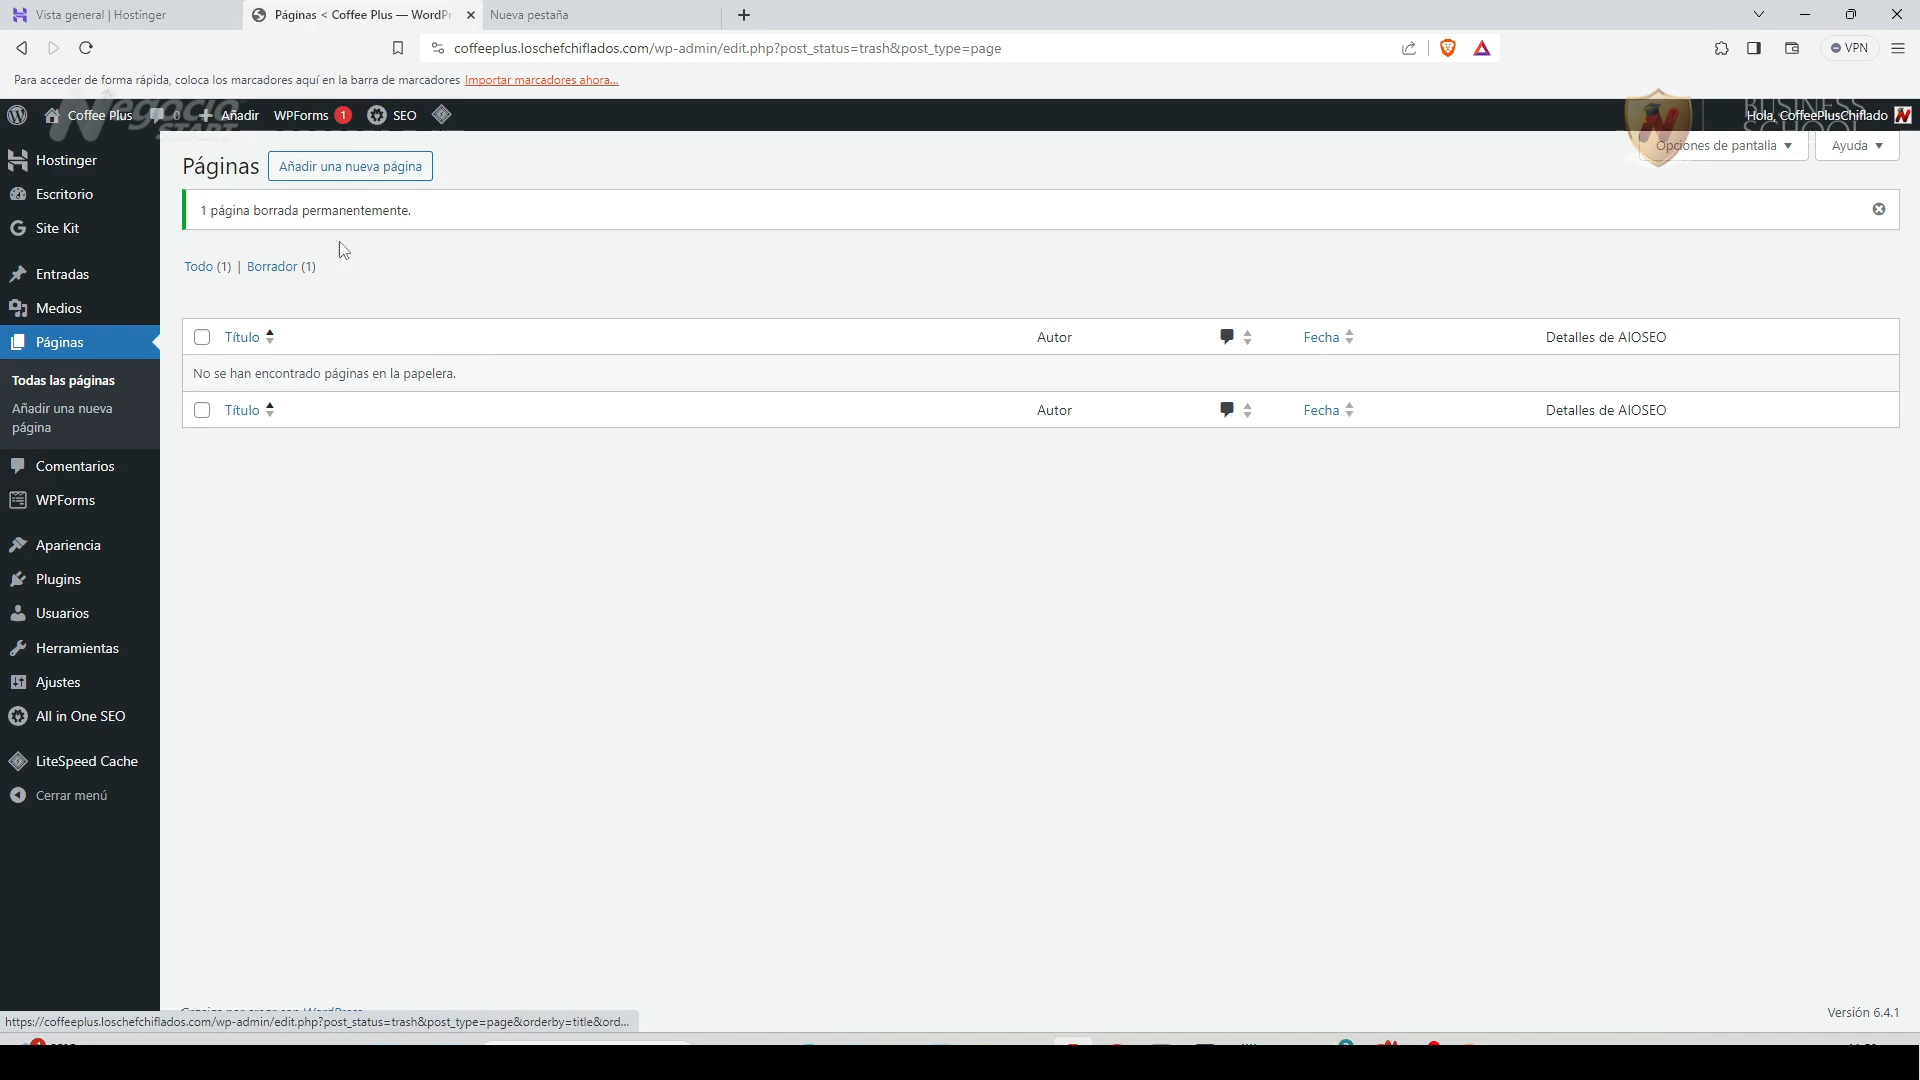 Vista general | Hostinger
Páginas < Coffee Plus — WordPr
Nueva pestaña
coffeeplus.loschefchiflados.com/wp-admin/edit.php?post_status=trash&post_type=page
VPN
Para acceder de forma rápida, coloca los marcadores aquí en la barra de marcadores Importar marcadores ahora...
Negocio
START
BUSINESS
SCHOOL
Coffee Plus 0 Añadir WPForms 1 SEO
Hola, CoffeePlusChiflado
Hostinger
Escritorio
Site Kit
Entradas
Medios
Páginas
Todas las páginas
Añadir una nueva
página
Comentarios
WPForms
Apariencia
Plugins
Usuarios
Herramientas
Ajustes
All in One SEO
LiteSpeed Cache
Cerrar menú
Opciones de pantalla
Ayuda
Páginas
Añadir una nueva página
1 página borrada permanentemente.
Todo (1) | Borrador (1)
Título Autor Fecha Detalles de AIOSEO
No se han encontrado páginas en la papelera.
Título Autor Fecha Detalles de AIOSEO
Versión 6.4.1
https://coffeeplus.loschefchiflados.com/wp-admin/edit.php?post_status=trash&post_type=page&orderby=title&ord...